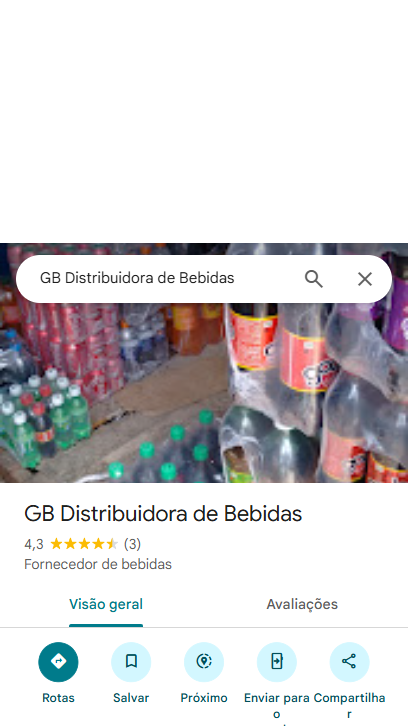 GB Distribuidora de Bebidas
GB Distribuidora de Bebidas
4,3 (3)
Fornecedor de bebidas
Visão geral Avaliações
Rotas Salvar Próximo Enviar para o Compartilhar